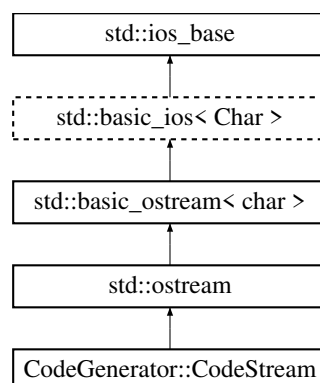 std::ios_base
std::basic_ios< Char >
std::basic_ostream< char >
std::ostream
CodeGenerator::CodeStream